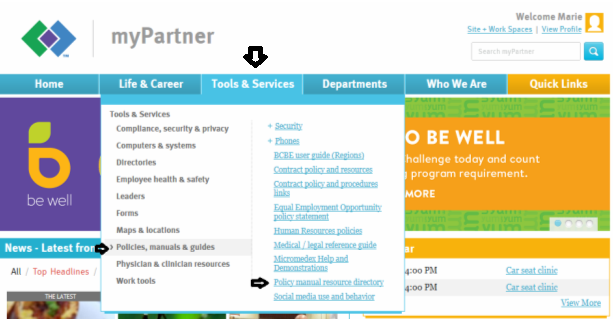 Welcome Marie
Site + Work Spaces | View Profile
myPartner
Search myPartner
Home
Life & Career
Tools & Services
Departments
Who We Are
Quick Links
Tools & Services
Compliance, security & privacy
Computers & systems
Directories
Employee health & safety
Leaders
Forms
Maps & locations
› Policies, manuals & guides
Physician & clinician resources
Work tools
+ Security
+ Phones
BCBE user guide (Regions)
Contract policy and resources
Contract policy and procedures
links
Equal Employment Opportunity
policy statement
Human Resources policies
Medical / legal reference guide
Micromedex Help and
Demonstrations
Policy manual resource directory
Social media use and behavior
be well
O BE WELL
hallenge today and count
program requirement.
MORE
News - Latest from
All / Top Headlines /
THE LATEST
ar
4:00 PM
Car seat clinic
4:00 PM
Car seat clinic
View More